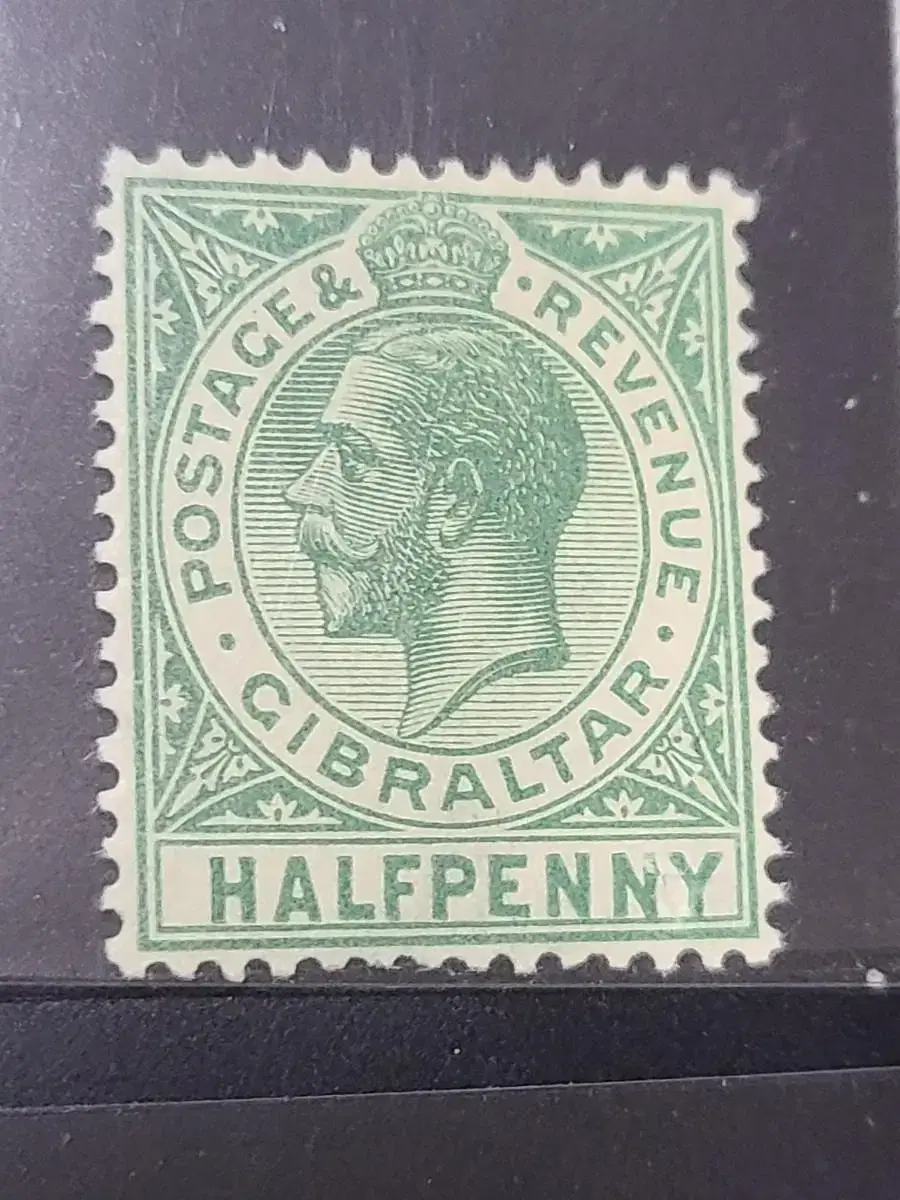 POSTAGE & · REVENUE ·
· GIBRALTAR
HALFPENNY